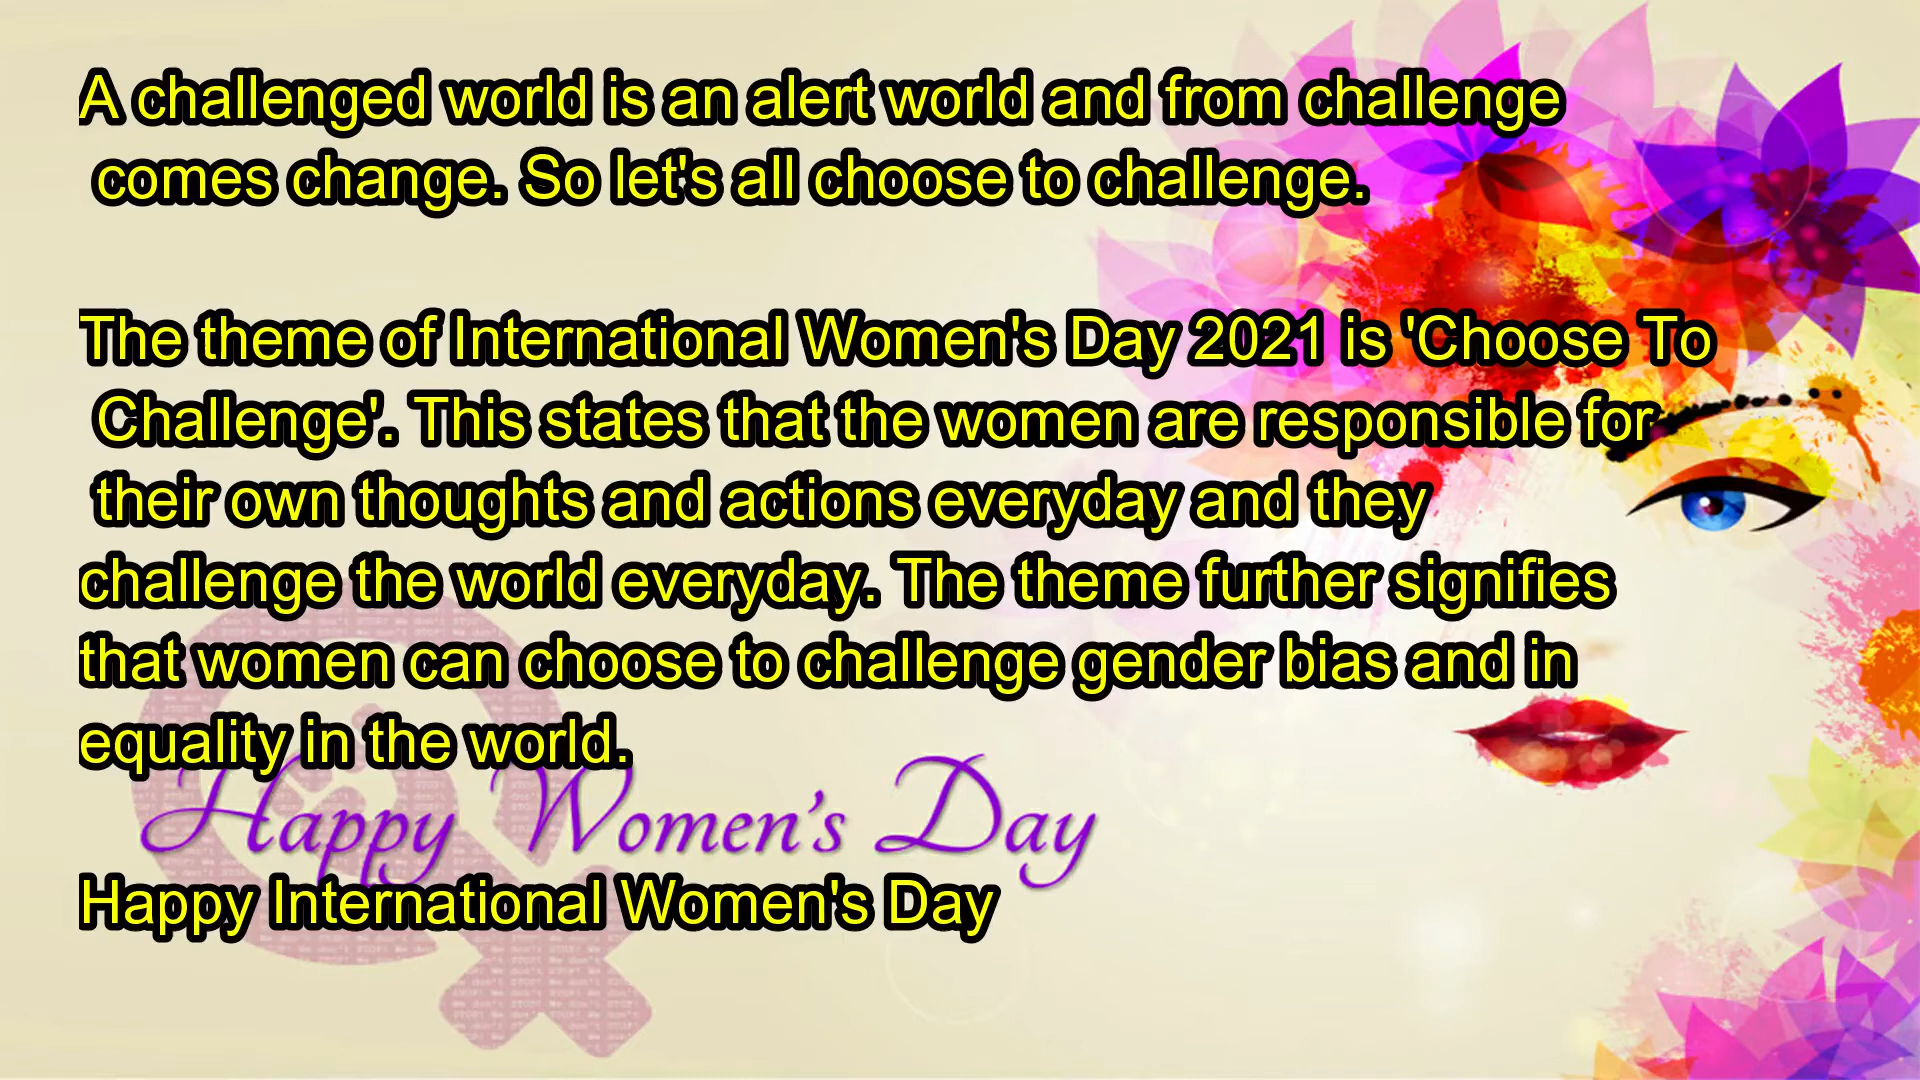 A challenged world is an alert world and from challenge
comes change. So let's all choose to challenge.
The theme of International Women's Day 2021 is 'Choose To
Challenge'. This states that the women are responsible for
their own thoughts and actions everyday and they
challenge the world everyday. The theme further signifies
that women can choose to challenge gender bias and in
equality in the world.
Happy Women's Day
Happy International Women's Day